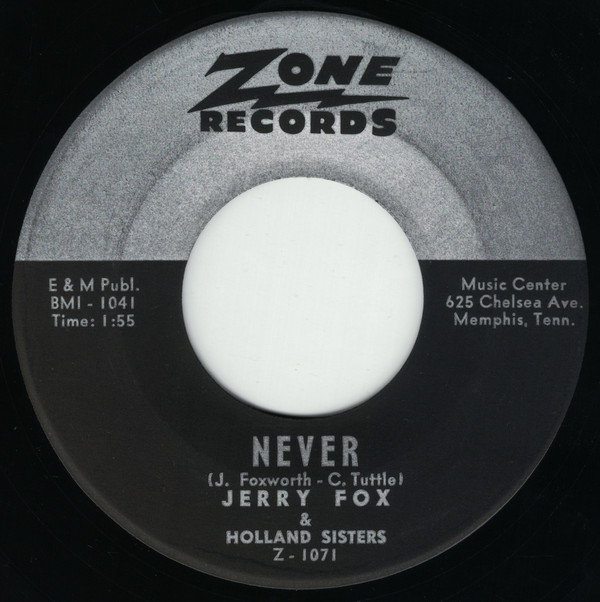 ZONE
RECORDS
E & M Publ.
BMI - 1041
Time: 1:55
Music Center
625 Chelsea Ave.
Memphis, Tenn.
NEVER
(J. Foxworth - C. Tuttle)
JERRY FOX
&
HOLLAND SISTERS
Z - 1071